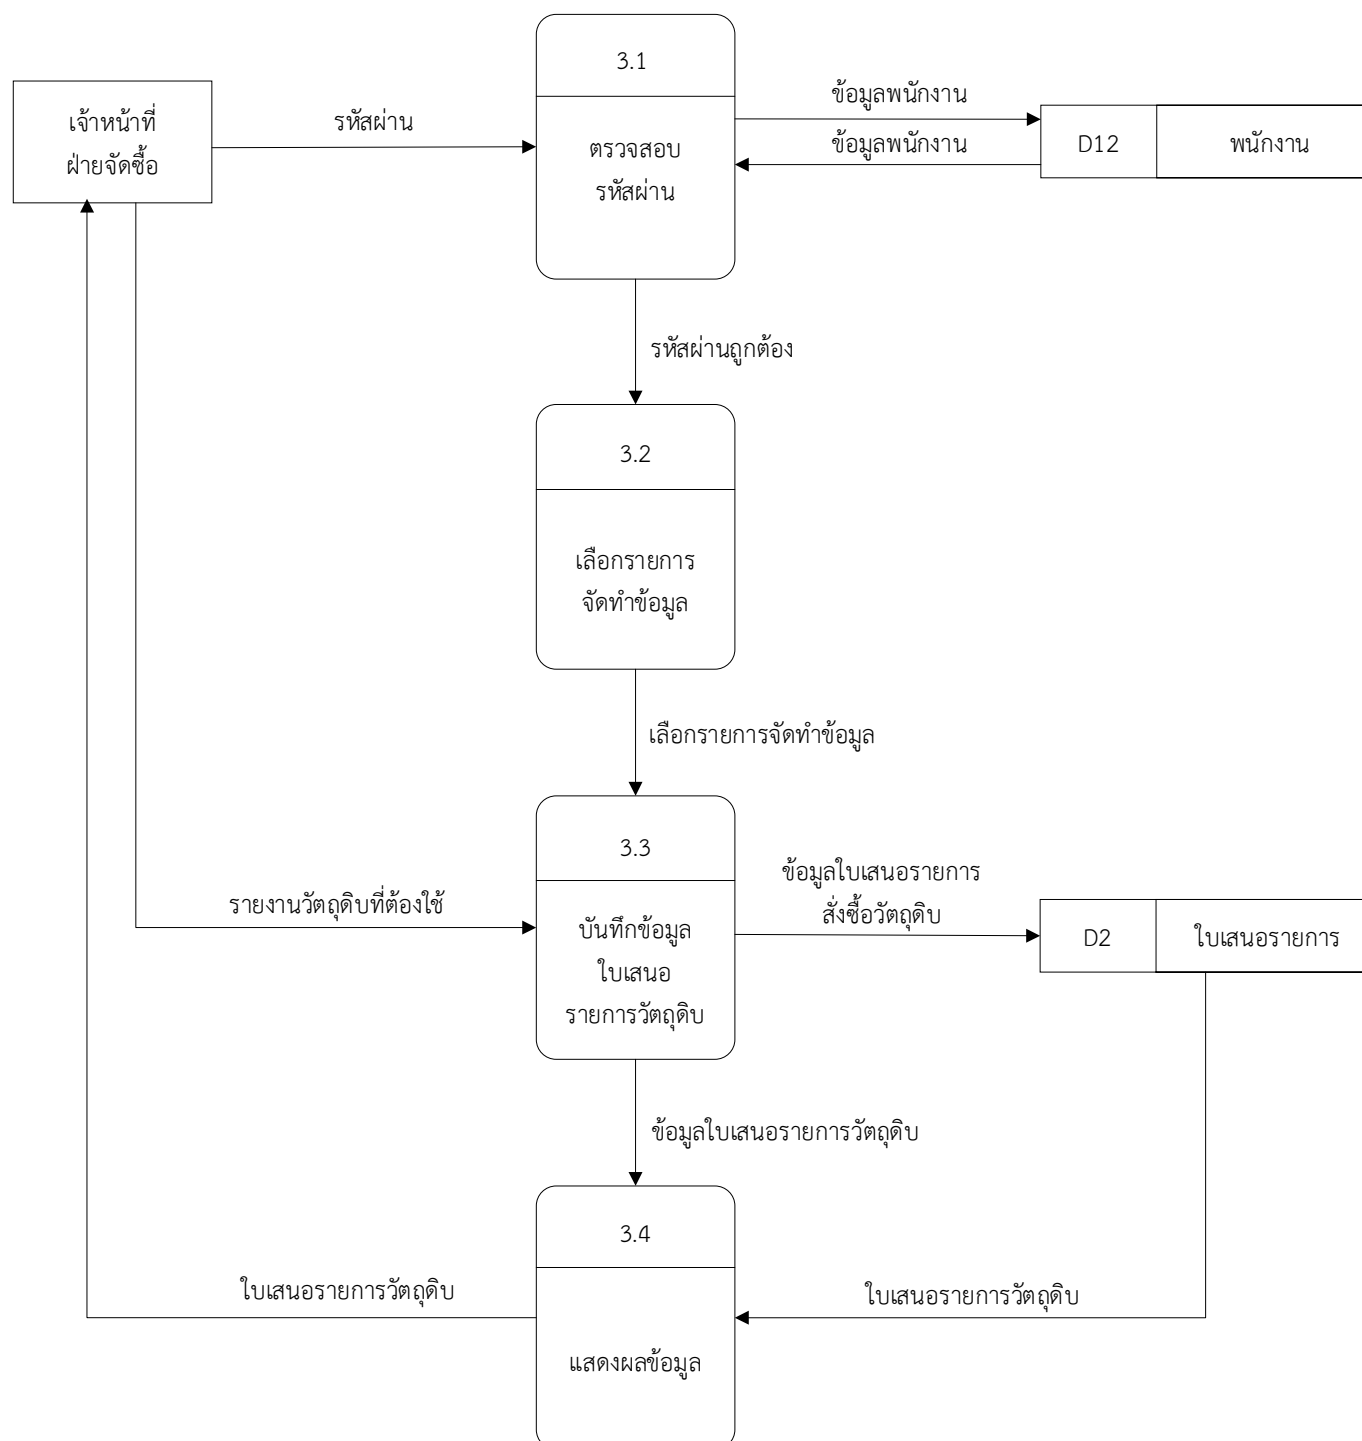 3.1
เจ้าหน้าที่
ฝ่ายจัดซื้อ
รหัสผ่าน
ตรวจสอบ
รหัสผ่าน
ข้อมูลพนักงาน
ข้อมูลพนักงาน
D12
พนักงาน
รหัสผ่านถูกต้อง
3.2
เลือกรายการ
จัดทำข้อมูล
เลือกรายการจัดทำข้อมูล
3.3
รายงานวัตถุดิบที่ต้องใช้
บันทึกข้อมูล
ใบเสนอ
รายการวัตถุดิบ
ข้อมูลใบเสนอรายการ
สั่งซื้อวัตถุดิบ
D2
ใบเสนอรายการ
ข้อมูลใบเสนอรายการวัตถุดิบ
3.4
ใบเสนอรายการวัตถุดิบ
ใบเสนอรายการวัตถุดิบ
แสดงผลข้อมูล